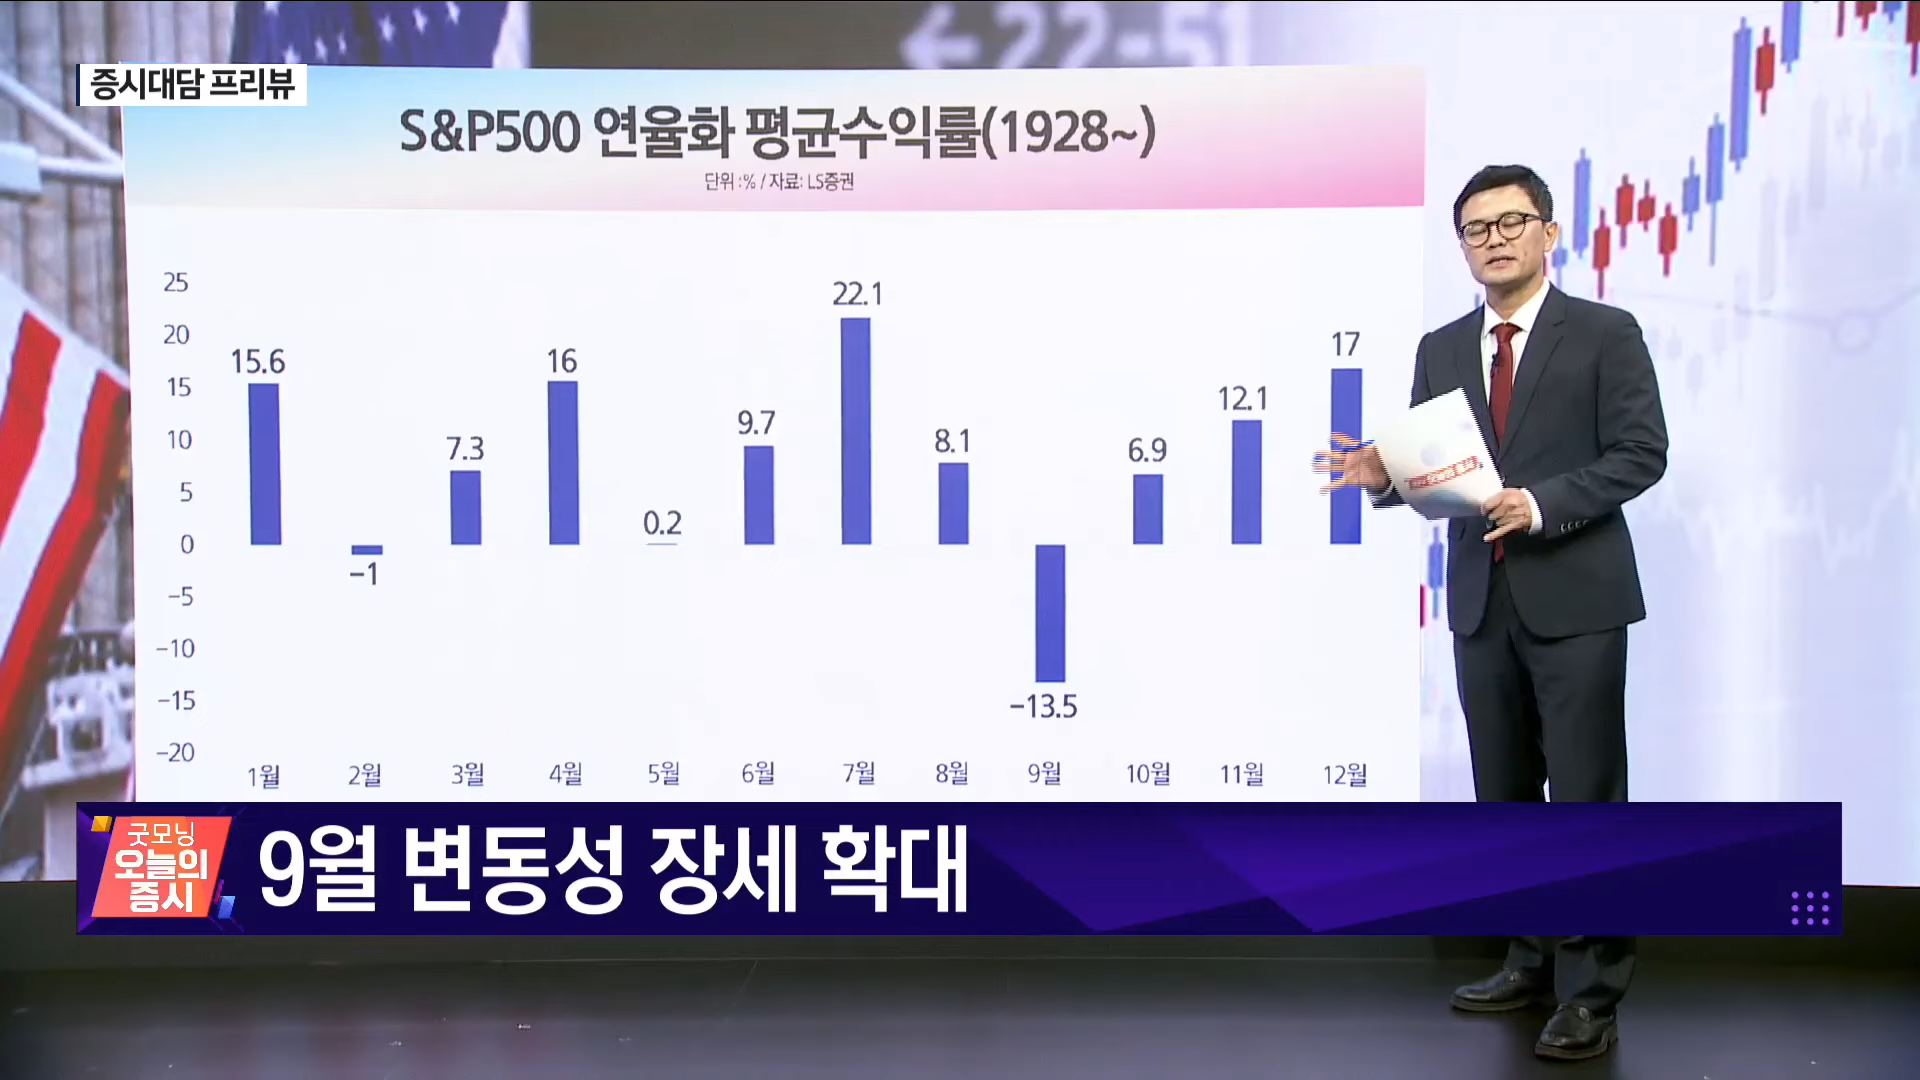 ←22-5
증시대담 프리뷰
S&P500 연율화 평균수익률(1928~)
단위 :% / 자료: LS증권
25
20
15
10
5
0
−5
−10
−15
−20
15.6
−1
7.3
16
0.2
9.7
22.1
8.1
−13.5
6.9
12.1
17
1월 2월 3월 4월 5월 6월 7월 8월 9월 10월 11월 12월
굿모닝
오늘의
증시
9월 변동성 장세 확대